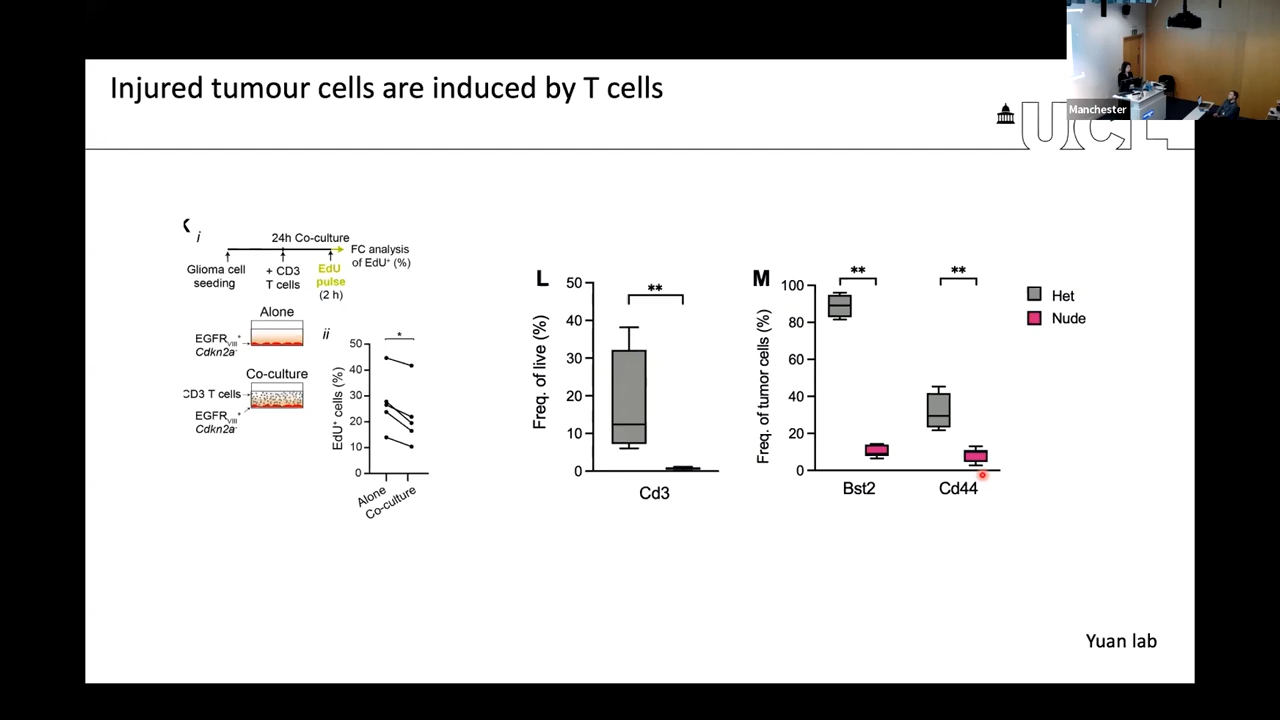 Injured tumour cells are induced by T cells
Manchester
UCL
i
24h Co-culture
FC analysis
of EdU⁺ (%)
Glioma cell
seeding
+ CD3
T cells
EdU
pulse
(2 h)
Alone
EGFRVIII⁺
Cdkn2a⁻
Co-culture
CD3 T cells
EGFRVIII⁺
Cdkn2a⁻
ii
EdU⁺ cells (%)
50
40
30
20
10
0
*
Alone
Co-culture
L
Freq. of live (%)
50
40
30
20
10
0
**
Cd3
M
Freq. of tumor cells (%)
100
80
60
40
20
0
**
**
Bst2
Cd44
Het
Nude
Yuan lab